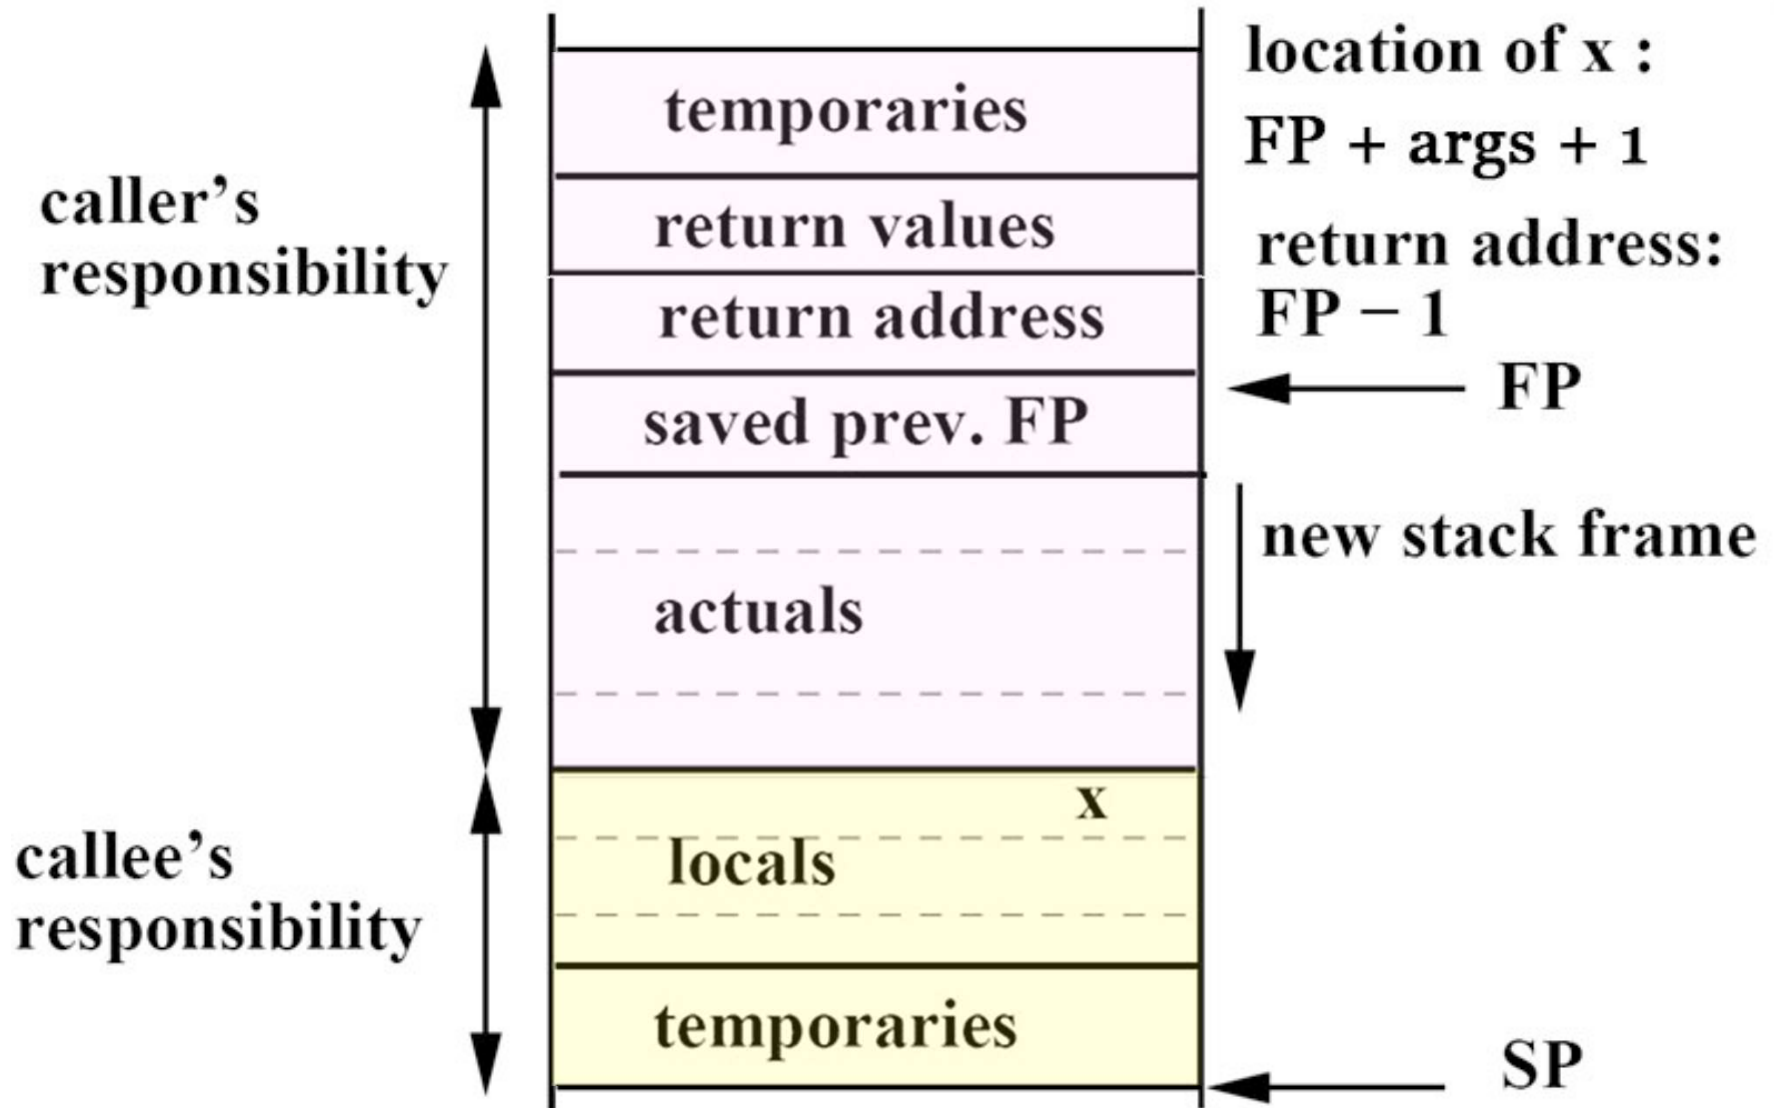 location of x :
temporaries
FP + args + 1
caller's
responsibility
return values
return address:
return address
FP − 1
FP
saved prev. FP
new stack frame
actuals
x
callee's
responsibility
locals
temporaries
SP